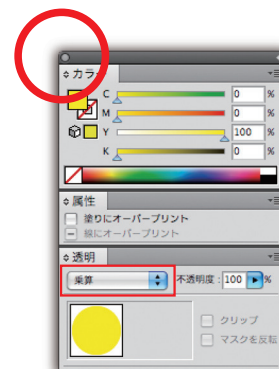 カラー
C 0 %
M 0 %
Y 100 %
K 0 %
属性
塗りにオーバープリント
線にオーバープリント
透明
乗算 不透明度: 100 %
クリップ
マスクを反転